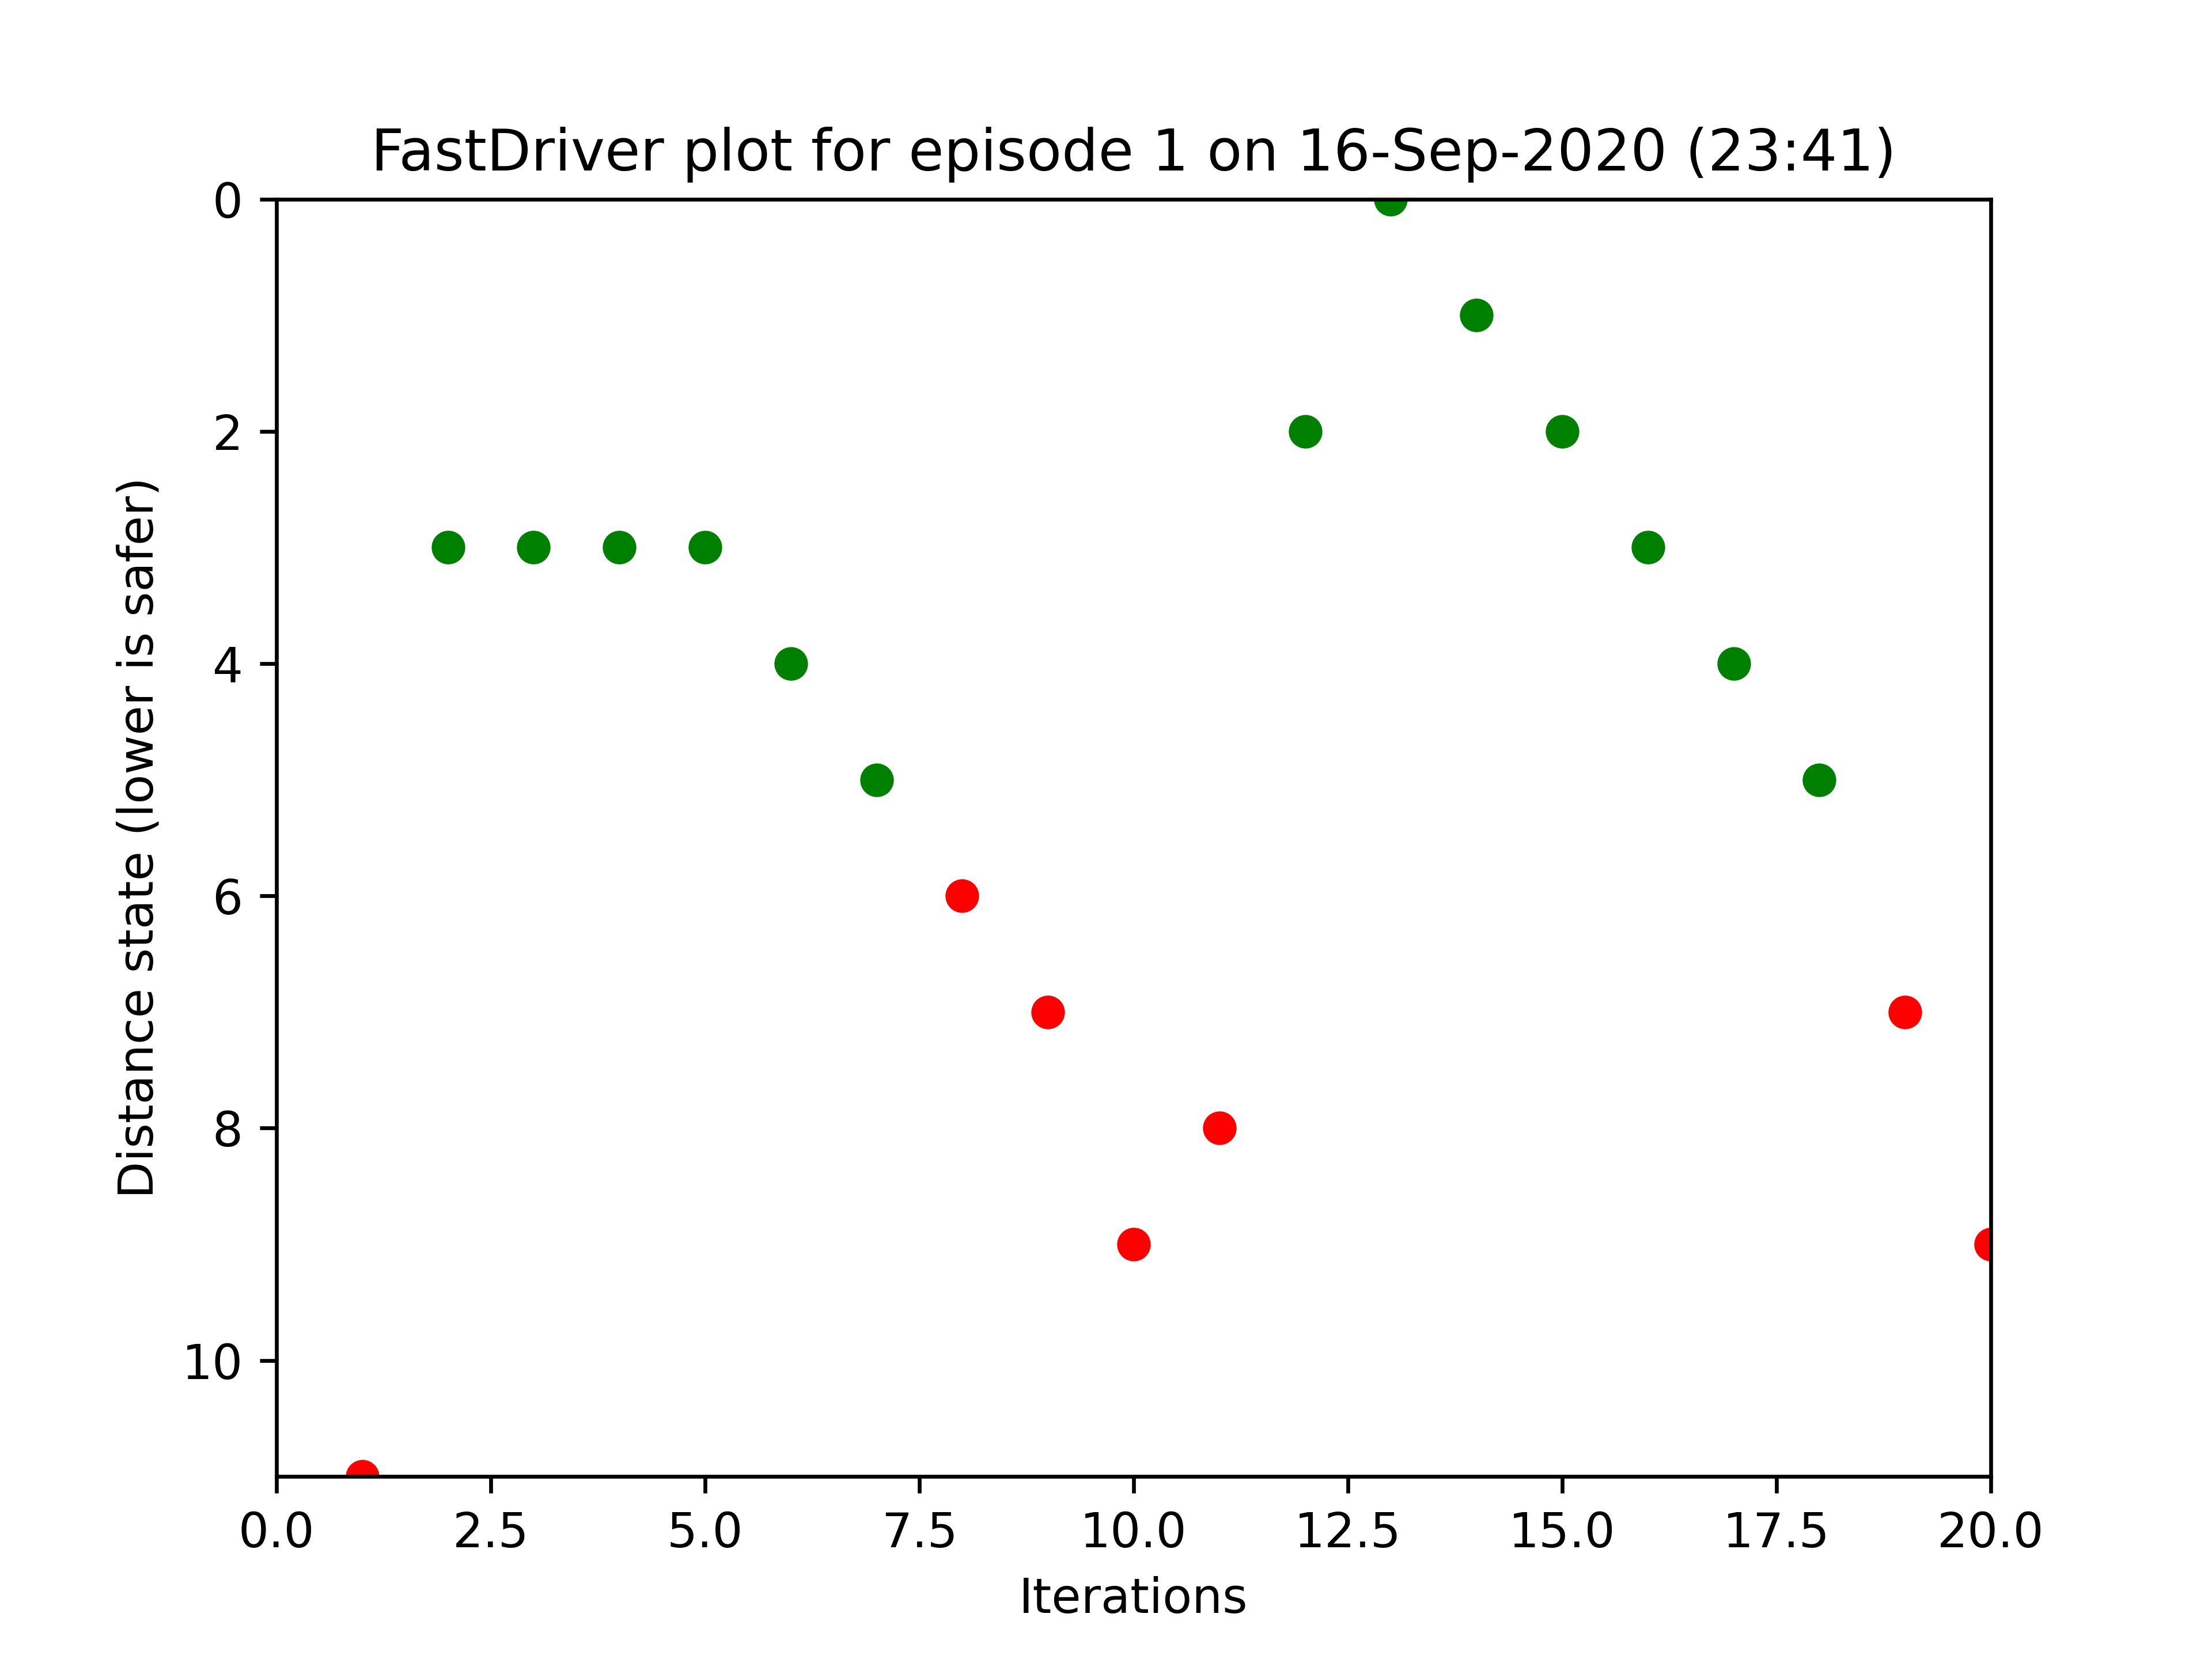 FastDriver plot for episode 1 on 16-Sep-2020 (23:41)
0
2
4
6
8
10
Distance state (lower is safer)
0.0 2.5 5.0 7.5 10.0 12.5 15.0 17.5 20.0
Iterations